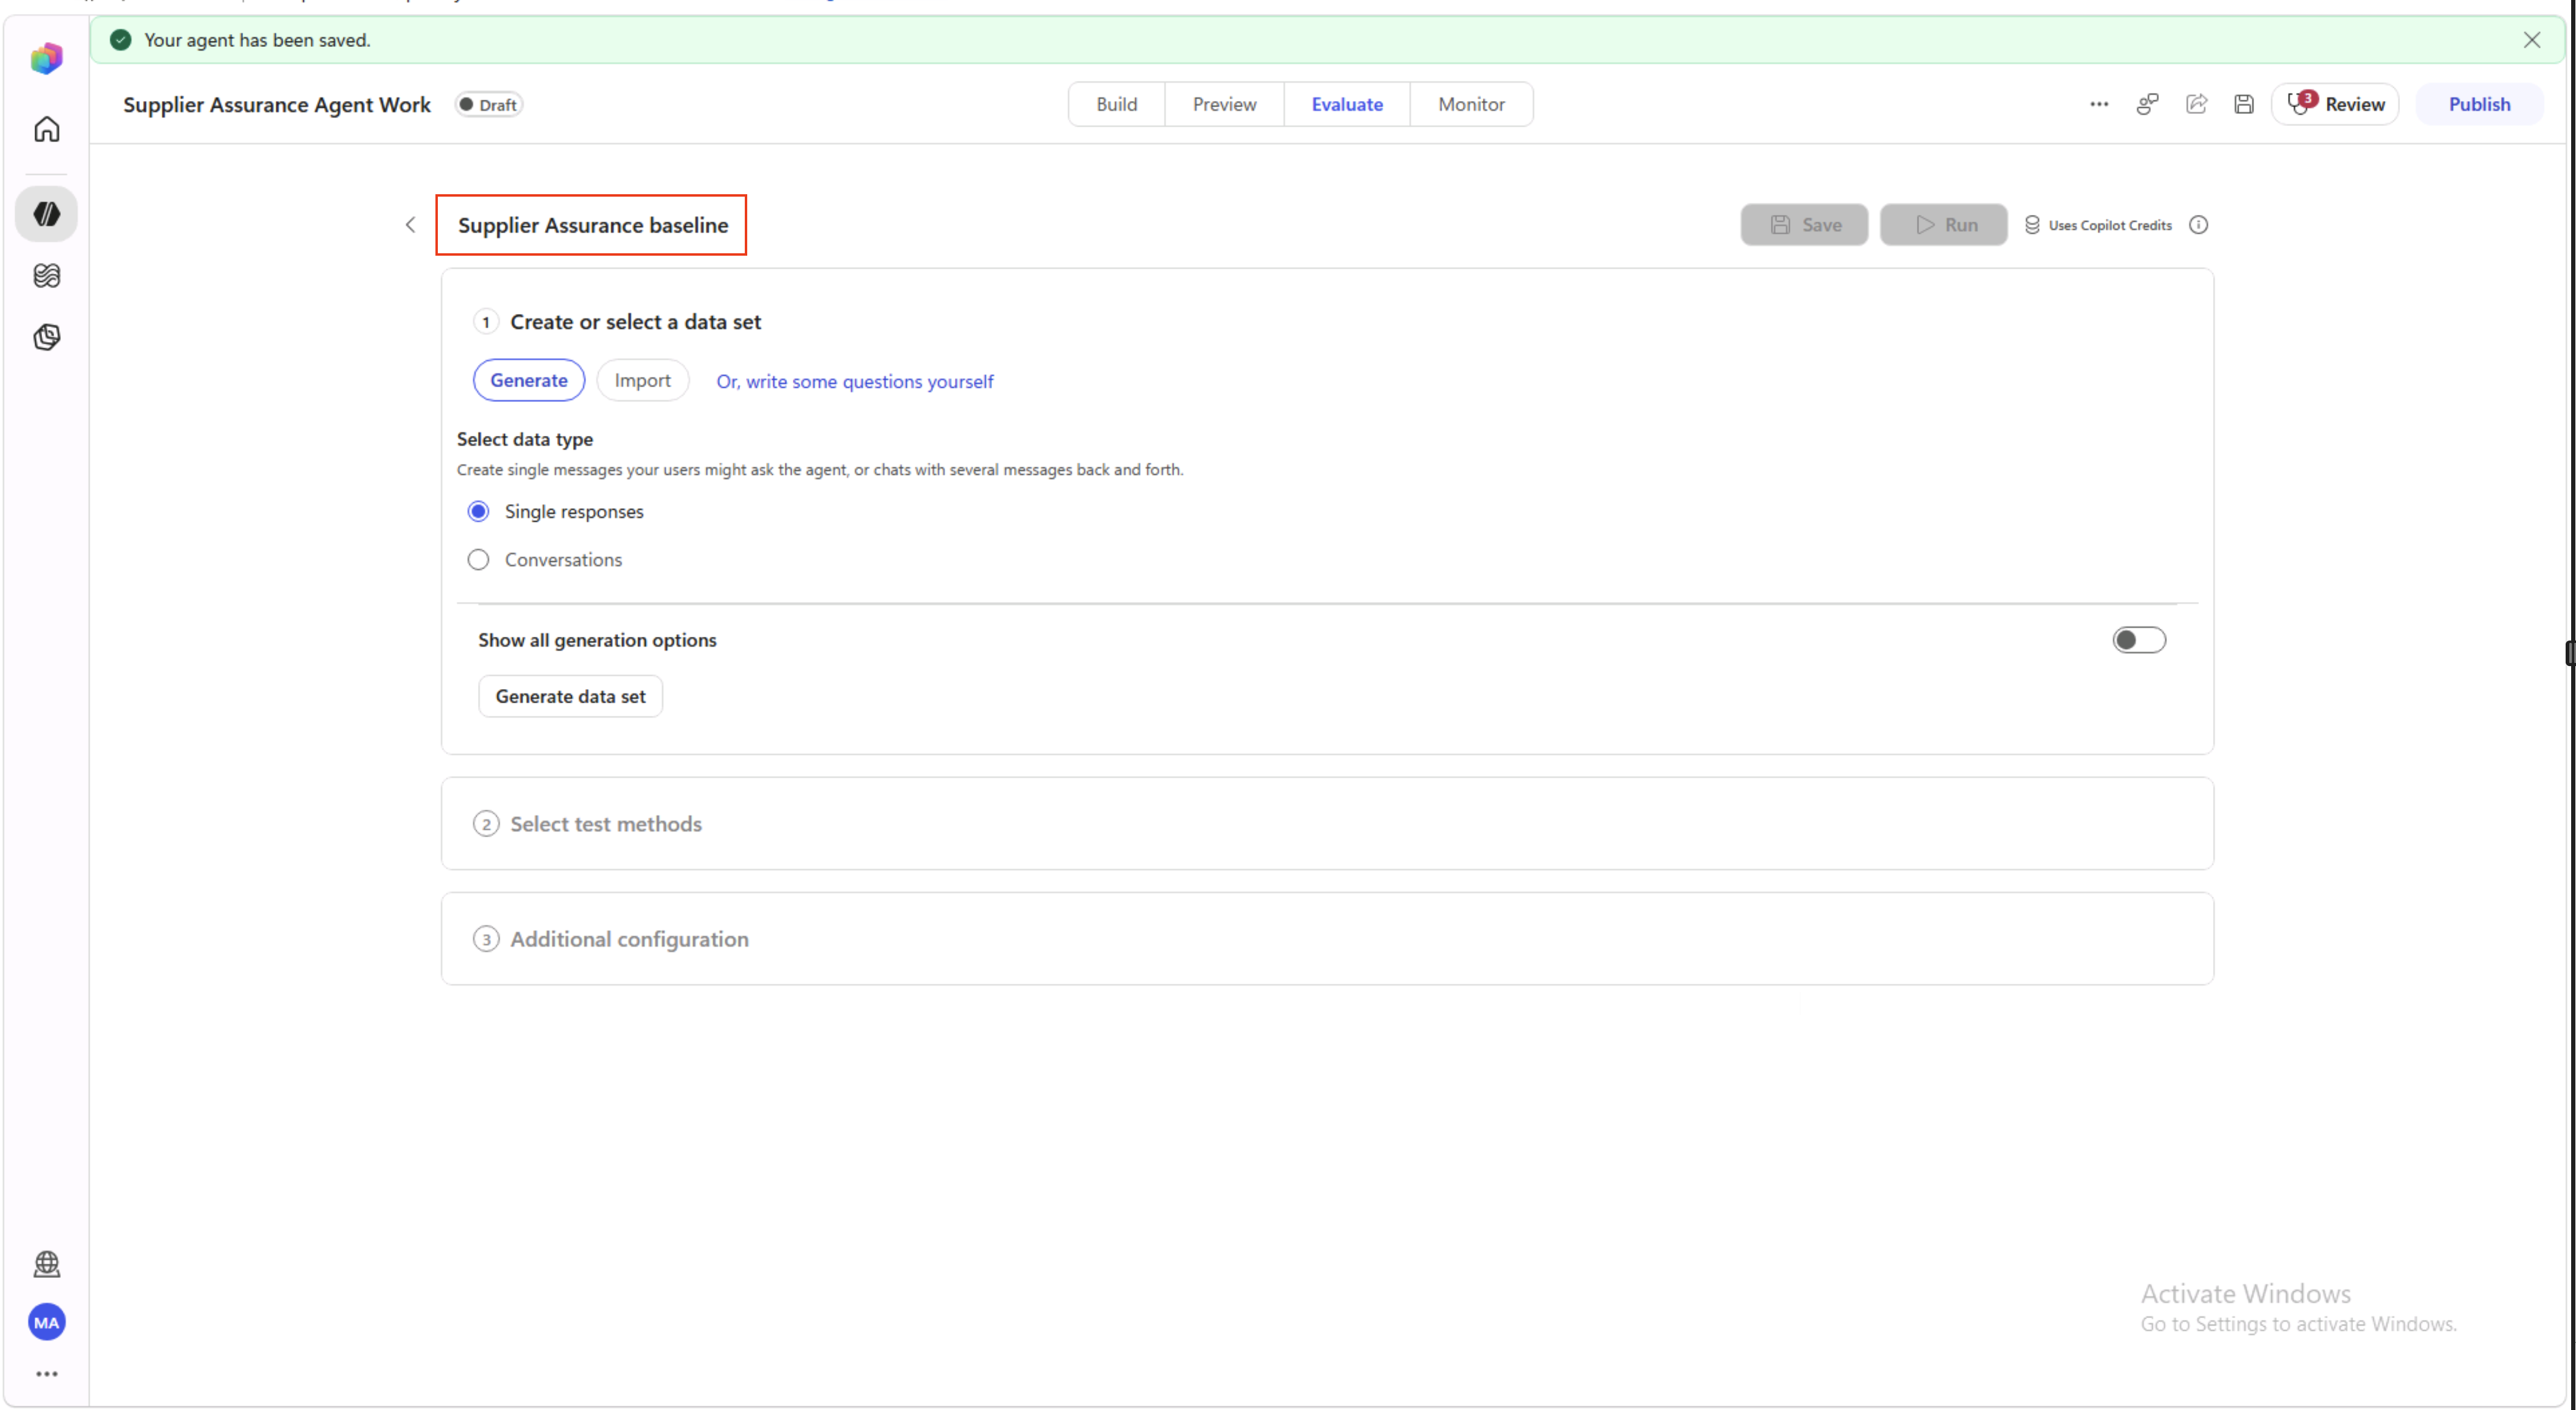 Your agent has been saved.
Supplier Assurance Agent Work
Draft
Build
Preview
Evaluate
Monitor
3
Review
Publish
Supplier Assurance baseline
Save
Run
Uses Copilot Credits
1 Create or select a data set
Generate
Import
Or, write some questions yourself
Select data type
Create single messages your users might ask the agent, or chats with several messages back and forth.
Single responses
Conversations
Show all generation options
Generate data set
2 Select test methods
3 Additional configuration
Activate Windows
Go to Settings to activate Windows.
MA